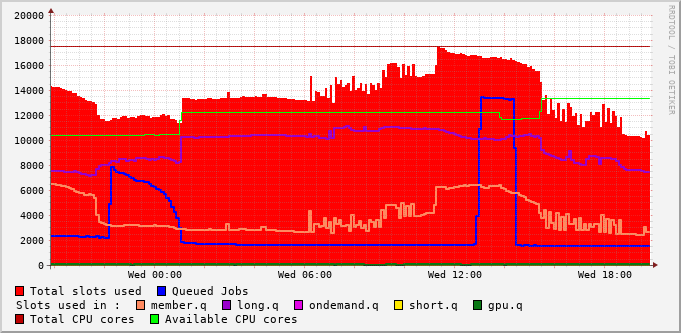 20000
18000
16000
14000
12000
10000
8000
6000
4000
2000
0
Wed 00:00 Wed 06:00 Wed 12:00 Wed 18:00
RRDTOOL / TOBI OETIKER
Total slots used Queued Jobs
Slots used in : member.q long.q ondemand.q short.q gpu.q
Total CPU cores Available CPU cores